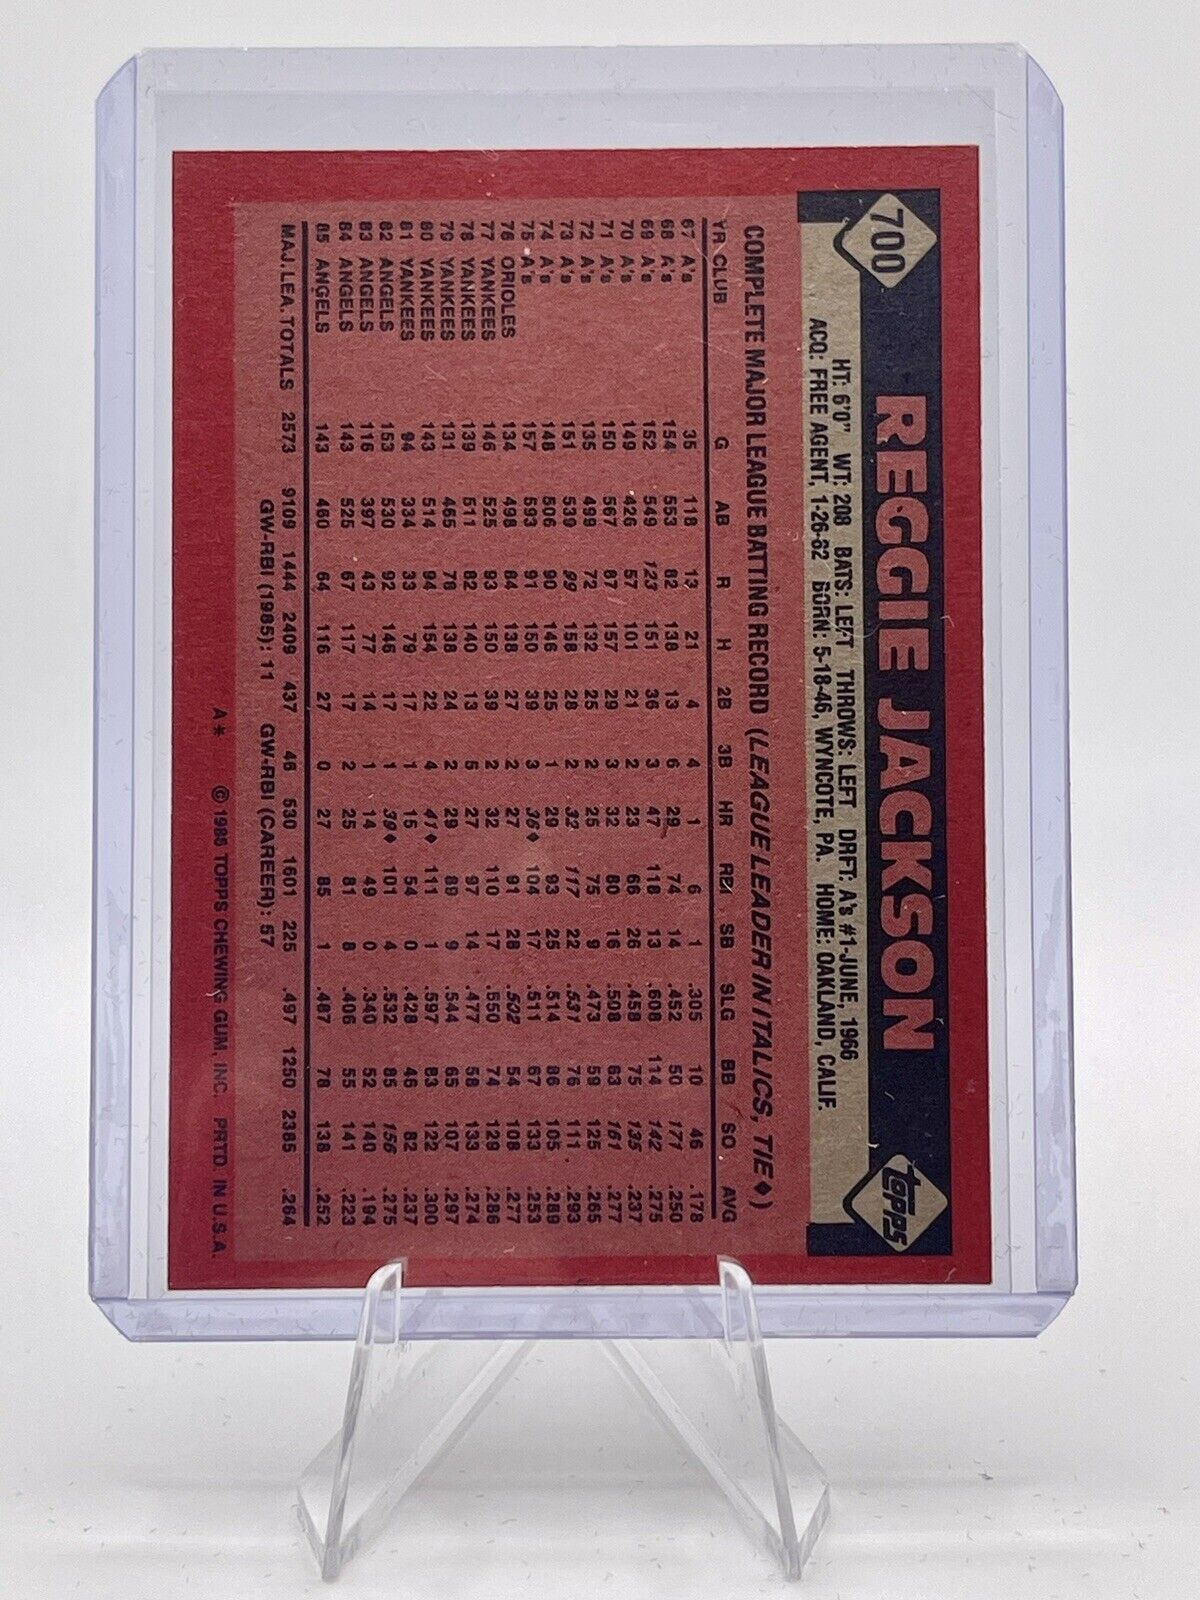 700 REGGIE JACKSON topps
HT: 6'0" WT: 208 BATS: LEFT THROWS: LEFT DRFT: A's #1-JUNE, 1966
ACQ: FREE AGENT, 1-26-82 BORN: 5-18-46, WYNCOTE, PA. HOME: OAKLAND, CALIF.
COMPLETE MAJOR LEAGUE BATTING RECORD (LEAGUE LEADER IN ITALICS, TIE♦)
YR CLUB G AB R H 2B 3B HR RBI SB SLG BB SO AVG
67 A's 35 118 13 21 4 4 1 6 1 .305 10 46 .178
68 A's 154 553 82 138 13 6 29 74 14 .452 50 171 .250
69 A's 152 549 123 151 36 3 47 118 13 .608 114 142 .275
70 A's 149 426 57 101 21 2 23 66 26 .458 75 135 .237
71 A's 150 567 87 157 29 3 32 80 16 .508 63 161 .277
72 A's 135 499 72 132 25 2 25 75 9 .473 59 125 .265
73 A's 151 539 99 158 28 2 32 117 22 .531 76 111 .293
74 A's 148 506 90 146 25 1 29 93 25 .514 86 105 .289
75 A's 157 593 91 150 39 3 36♦ 104 17 .511 67 133 .253
76 ORIOLES 134 498 84 138 27 2 27 91 28 .502 54 108 .277
77 YANKEES 146 525 93 150 39 2 32 110 17 .550 74 129 .286
78 YANKEES 139 511 82 140 13 5 27 97 14 .477 58 133 .274
79 YANKEES 131 465 78 138 24 2 29 89 9 .544 65 107 .297
80 YANKEES 143 514 94 154 22 4 41♦ 111 1 .597 83 122 .300
81 YANKEES 94 334 33 79 17 1 15 54 0 .428 46 82 .237
82 ANGELS 153 530 92 146 17 1 39♦ 101 4 .532 85 156 .275
83 ANGELS 116 397 43 77 14 1 14 49 0 .340 52 140 .194
84 ANGELS 143 525 67 117 17 2 25 81 8 .406 55 141 .223
85 ANGELS 143 460 64 116 27 0 27 85 1 .487 78 138 .252
MAJ. LEA. TOTALS 2573 9109 1444 2409 437 46 530 1601 225 .497 1250 2385 .264
GW-RBI (1985): 11 GW-RBI (CAREER): 57
A* © 1985 TOPPS CHEWING GUM, INC. PRTD. IN U.S.A.